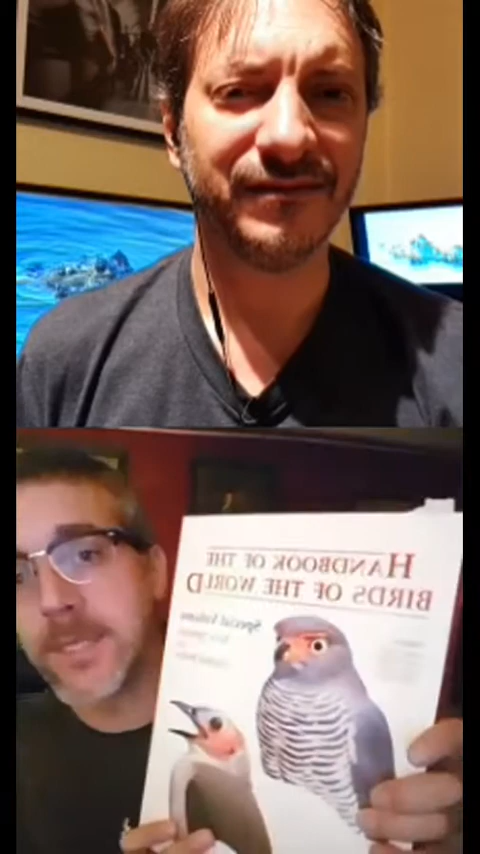 HANDBOOK OF THE
BIRDS OF THE WORLD
Special Volume